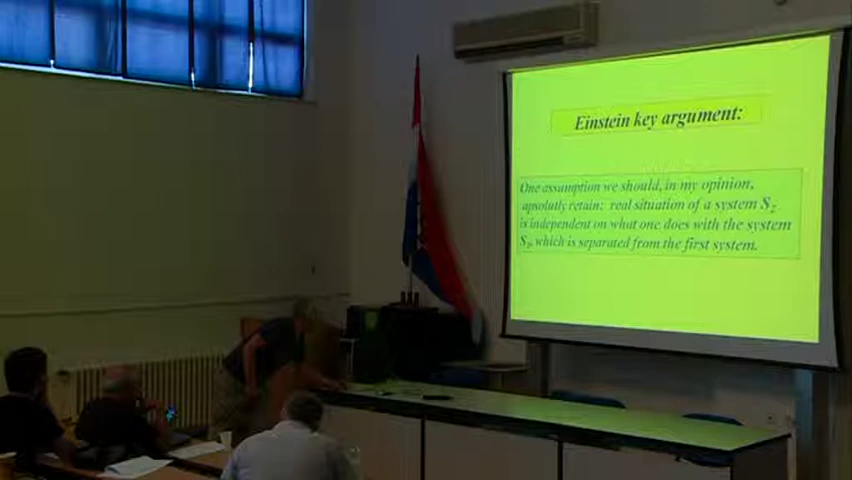 Einstein key argument:
One assumption we should, in my opinion,
apsolutly retain: real situation of a system S₂
is independent on what one does with the system
S₁, which is separated from the first system.